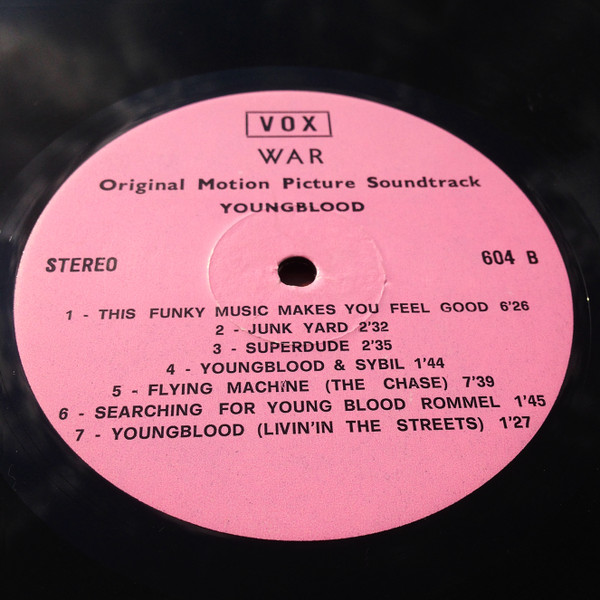 VOX
WAR
Original Motion Picture Soundtrack
YOUNGBLOOD
STEREO
604 B
1 - THIS FUNKY MUSIC MAKES YOU FEEL GOOD 6'26
2 - JUNK YARD 2'32
3 - SUPERDUDE 2'35
4 - YOUNGBLOOD & SYBIL 1'44
5 - FLYING MACHINE (THE CHASE) 7'39
6 - SEARCHING FOR YOUNG BLOOD ROMMEL 1'45
7 - YOUNGBLOOD (LIVIN'IN THE STREETS) 1'27